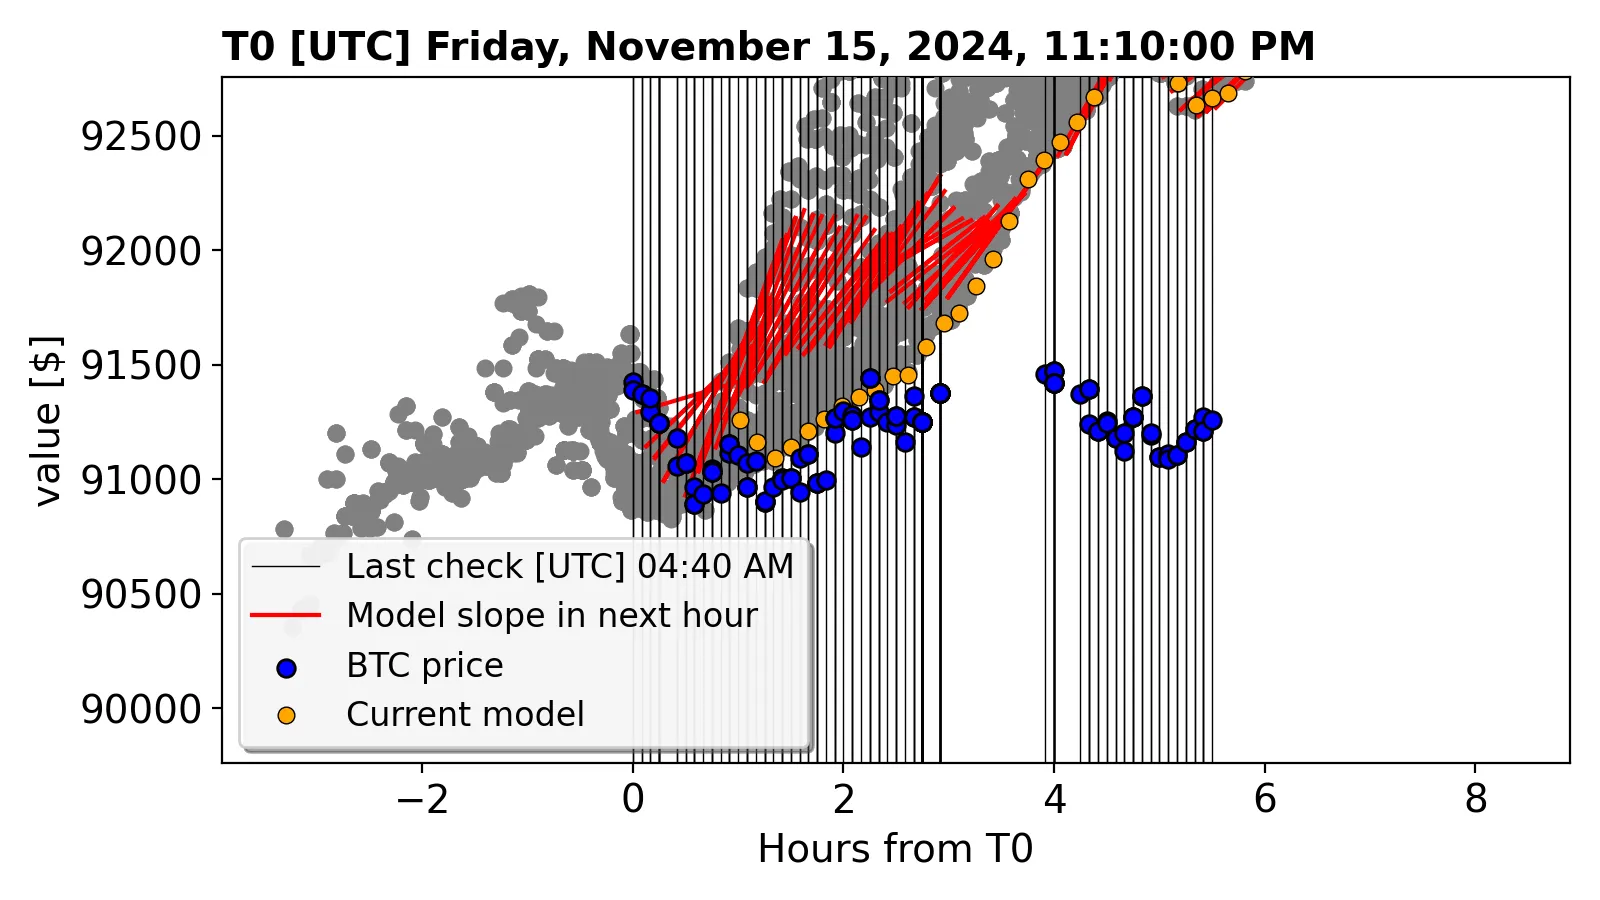 T0 [UTC] Friday, November 15, 2024, 11:10:00 PM
value [$]
92500
92000
91500
91000
90500
90000
Last check [UTC] 04:40 AM
Model slope in next hour
BTC price
Current model
−2 0 2 4 6 8
Hours from T0